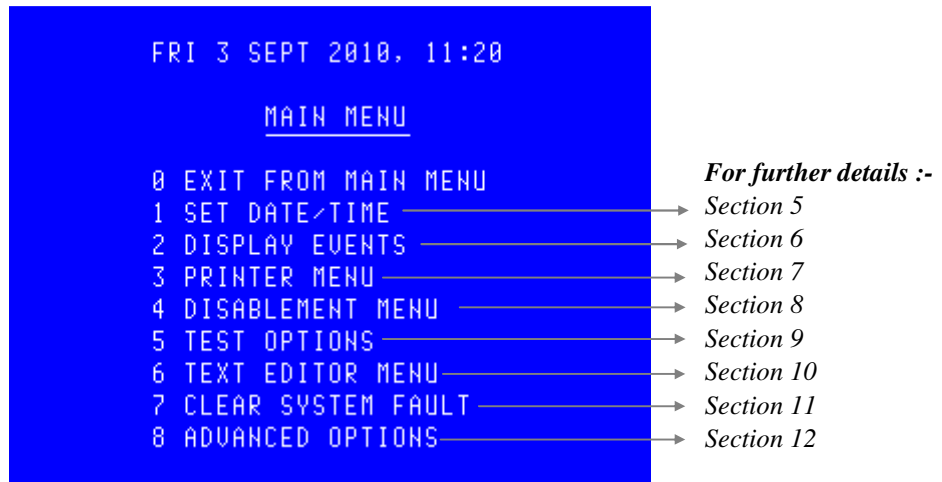 FRI 3 SEPT 2010, 11:20
MAIN MENU
For further details :-
0 EXIT FROM MAIN MENU
1 SET DATE/TIME Section 5
2 DISPLAY EVENTS Section 6
3 PRINTER MENU Section 7
4 DISABLEMENT MENU Section 8
5 TEST OPTIONS Section 9
6 TEXT EDITOR MENU Section 10
7 CLEAR SYSTEM FAULT Section 11
8 ADVANCED OPTIONS Section 12